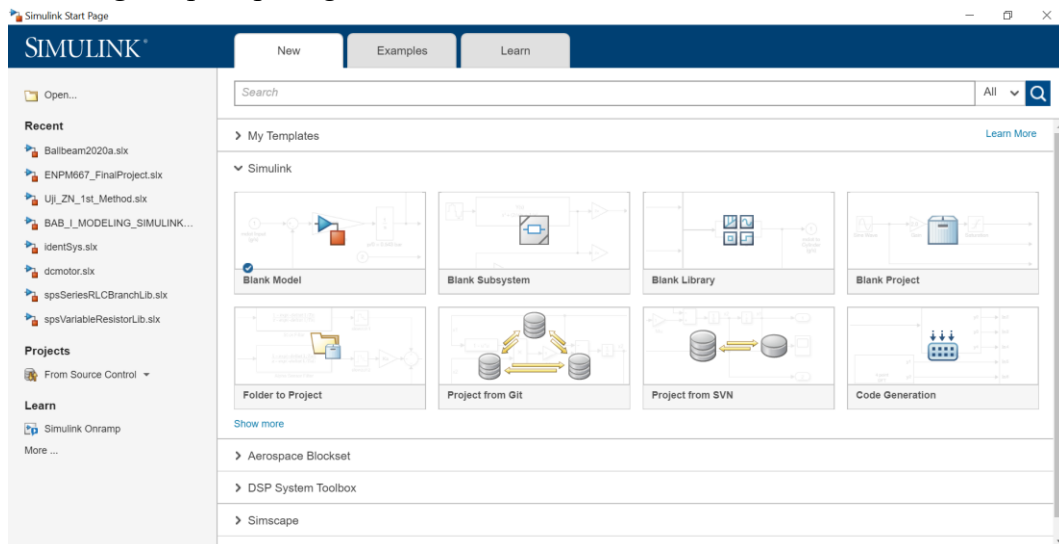 Simulink Start Page
SIMULINK®
New
Examples
Learn
Open...
Recent
Ballbeam2020a.slx
ENPM667_FinalProject.slx
Uji_ZN_1st_Method.slx
BAB_I_MODELING_SIMULINK...
identSys.slx
dcmotor.slx
spsSeriesRLCBranchLib.slx
spsVariableResistorLib.slx
Projects
From Source Control
Learn
Simulink Onramp
More ...
Search
All
My Templates
Learn More
Simulink
Blank Model
Blank Subsystem
Blank Library
Blank Project
Folder to Project
Project from Git
Project from SVN
Code Generation
Show more
Aerospace Blockset
DSP System Toolbox
Simscape